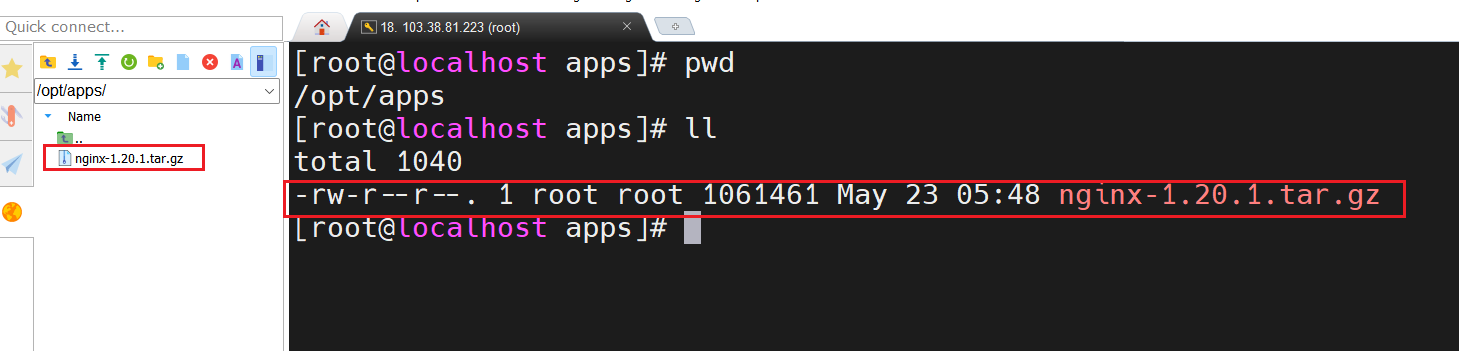 Quick connect...
18. 103.38.81.223 (root)
/opt/apps/
Name
..
nginx-1.20.1.tar.gz
[root@localhost apps]# pwd
/opt/apps
[root@localhost apps]# ll
total 1040
-rw-r--r--. 1 root root 1061461 May 23 05:48 nginx-1.20.1.tar.gz
[root@localhost apps]#